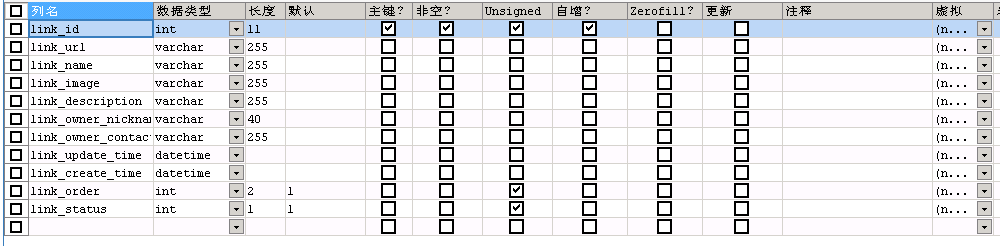 列名 数据类型 长度 默认 主键? 非空? Unsigned 自增? Zerofill? 更新 注释 虚拟
link_id int 11 (n...
link_url varchar 255 (n...
link_name varchar 255 (n...
link_image varchar 255 (n...
link_description varchar 255 (n...
link_owner_nickna varchar 40 (n...
link_owner_contac varchar 255 (n...
link_update_time datetime (n...
link_create_time datetime (n...
link_order int 2 1 (n...
link_status int 1 1 (n...